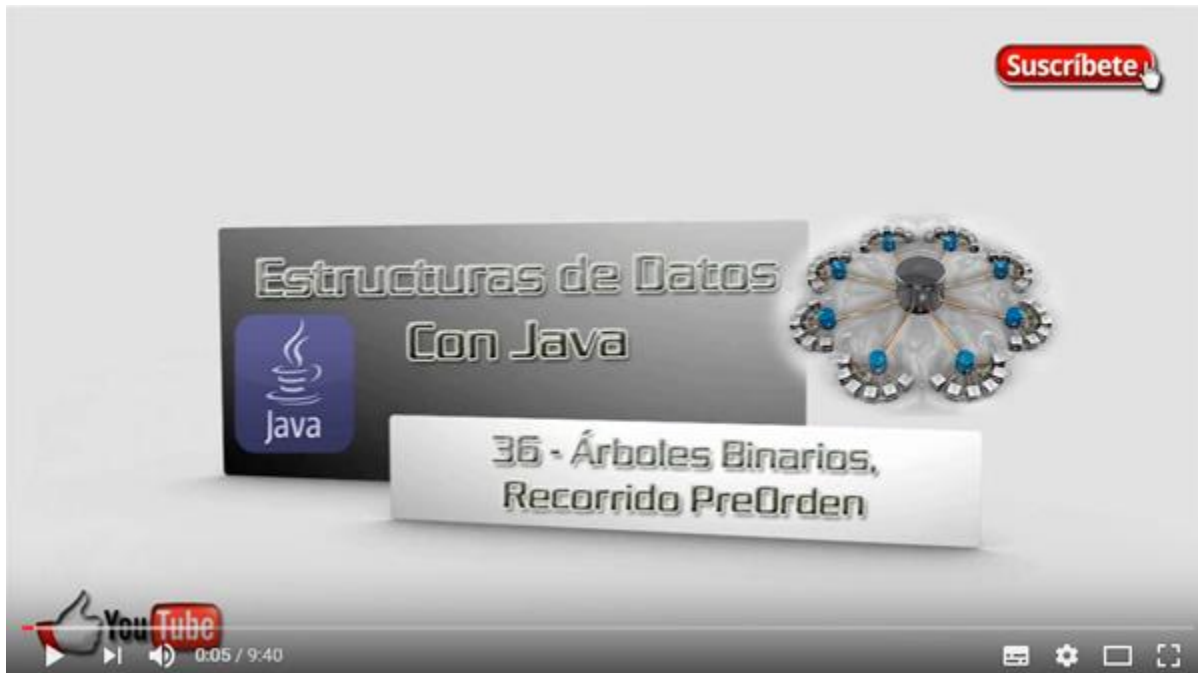 Suscríbete
Estructuras de Datos
Con Java
Java
36 - Árboles Binarios,
Recorrido PreOrden
YouTube
0:05 / 9:40